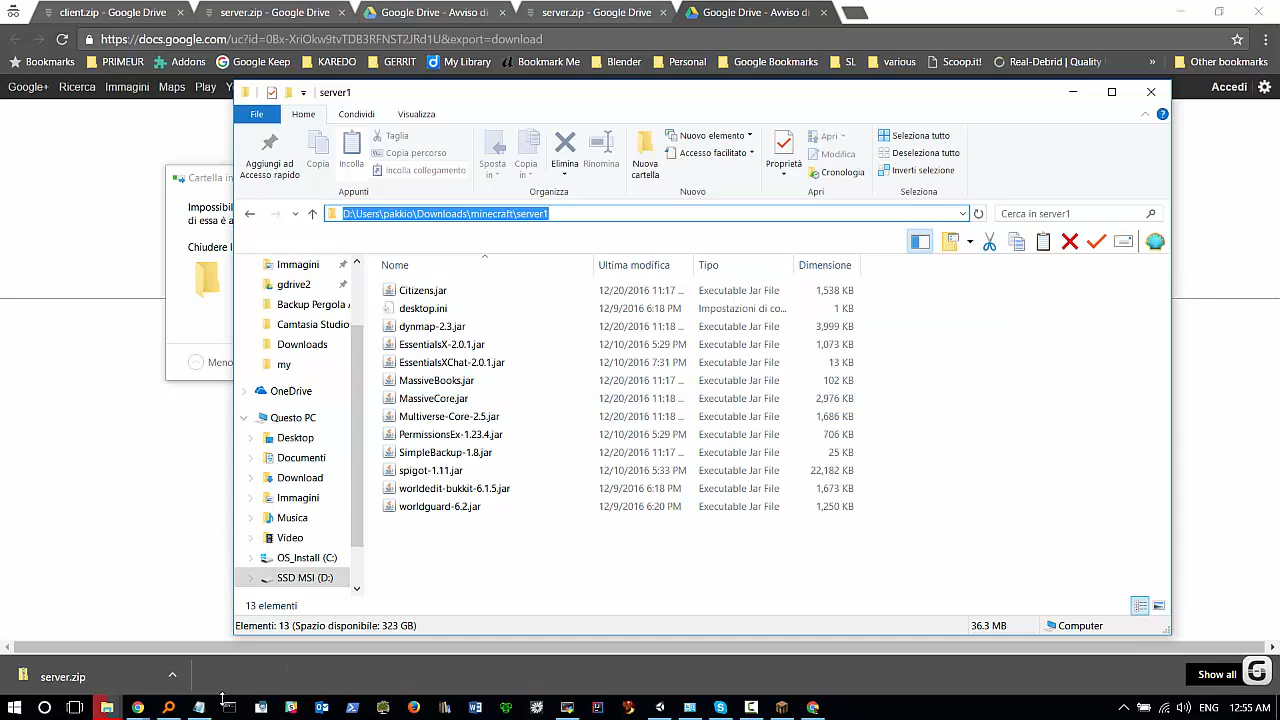 client.zip - Google Drive
server.zip - Google Drive
Google Drive - Avviso di
server.zip - Google Drive
Google Drive - Avviso di
https://docs.google.com/uc?id=0Bx-XriOkw9tvTDB3RFNST2JRd1U&export=download
Bookmarks PRIMEUR Addons Google Keep KAREDO GERRIT My Library Bookmark Me Blender Personal Google Bookmarks SL various Scoop.it! Real-Debrid | Quality » Other bookmarks
Google+ Ricerca Immagini Maps Play Accedi
server1
File Home Condividi Visualizza
Aggiungi ad Accesso rapido
Copia
Incolla
Taglia
Copia percorso
Incolla collegamento
Appunti
Sposta in
Copia in
Elimina
Rinomina
Organizza
Nuova cartella
Nuovo elemento
Accesso facilitato
Nuovo
Proprietà
Apri
Modifica
Cronologia
Apri
Seleziona tutto
Deseleziona tutto
Inverti selezione
Selezione
Cartella in
Impossibil
di essa è a
Chiudere l
Meno
D:\Users\pakkio\Downloads\minecraft\server1
Cerca in server1
Immagini
gdrive2
Backup Pergola
Camtasia Studio
Downloads
my
OneDrive
Questo PC
Desktop
Documenti
Download
Immagini
Musica
Video
OS_Install (C:)
SSD MSI (D:)
Nome Ultima modifica Tipo Dimensione
Citizens.jar 12/20/2016 11:17 ... Executable Jar File 1,538 KB
desktop.ini 12/9/2016 6:18 PM Impostazioni di co... 1 KB
dynmap-2.3.jar 12/20/2016 11:18 ... Executable Jar File 3,999 KB
EssentialsX-2.0.1.jar 12/10/2016 5:29 PM Executable Jar File 1,073 KB
EssentialsXChat-2.0.1.jar 12/10/2016 7:31 PM Executable Jar File 13 KB
MassiveBooks.jar 12/20/2016 11:17 ... Executable Jar File 102 KB
MassiveCore.jar 12/20/2016 11:18 ... Executable Jar File 2,976 KB
Multiverse-Core-2.5.jar 12/20/2016 11:18 ... Executable Jar File 1,686 KB
PermissionsEx-1.23.4.jar 12/10/2016 5:29 PM Executable Jar File 706 KB
SimpleBackup-1.8.jar 12/20/2016 11:17 ... Executable Jar File 25 KB
spigot-1.11.jar 12/10/2016 5:33 PM Executable Jar File 22,182 KB
worldedit-bukkit-6.1.5.jar 12/9/2016 6:18 PM Executable Jar File 1,673 KB
worldguard-6.2.jar 12/9/2016 6:20 PM Executable Jar File 1,250 KB
13 elementi
Elementi: 13 (Spazio disponibile: 323 GB) 36.3 MB Computer
server.zip Show all
ENG 12:55 AM